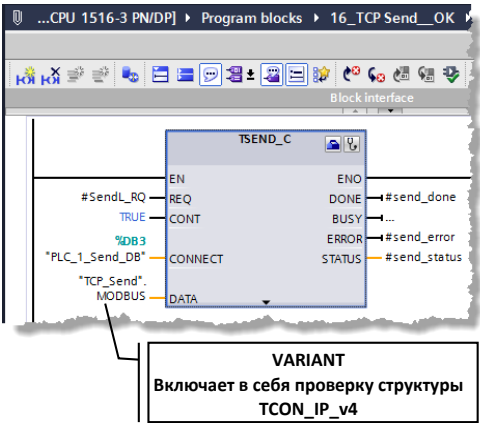 ...CPU 1516-3 PN/DP] ▸ Program blocks ▸ 16_TCP Send__OK
Block interface
TSEND_C
EN
ENO
#SendL_RQ
REQ
DONE
#send_done
TRUE
CONT
BUSY
...
ERROR
#send_error
%DB3
"PLC_1_Send_DB"
CONNECT
STATUS
#send_status
"TCP_Send".
MODBUS
DATA
VARIANT
Включает в себя проверку структуры
TCON_IP_v4